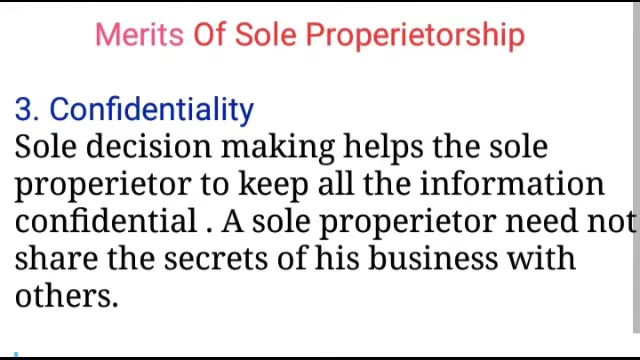 Merits Of Sole Properietorship
3. Confidentiality
Sole decision making helps the sole
properietor to keep all the information
confidential . A sole properietor need not
share the secrets of his business with
others.